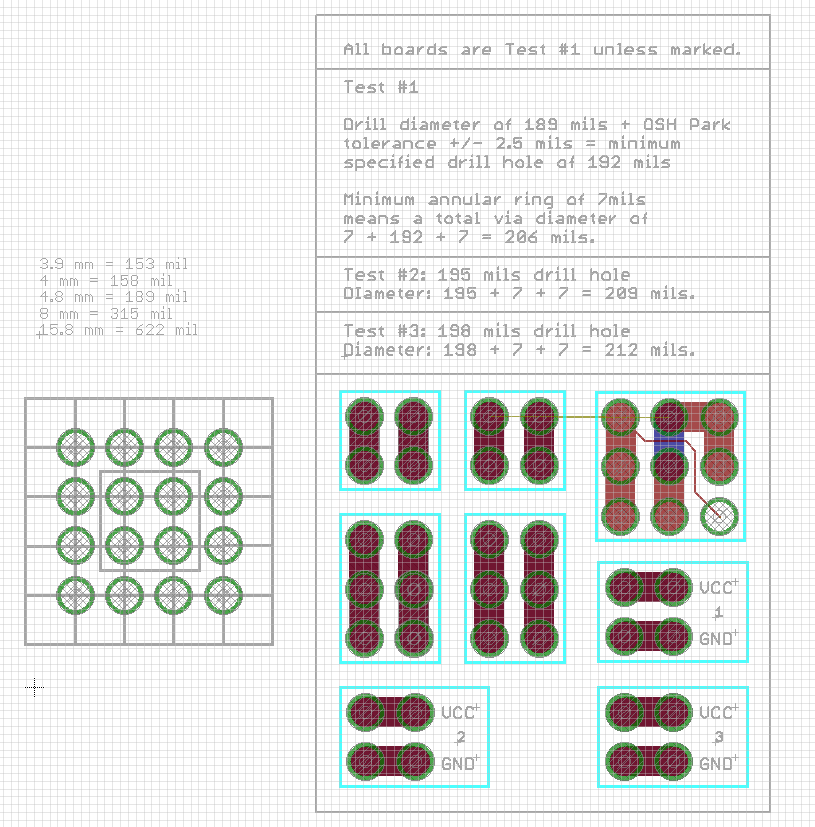 All boards are Test #1 unless marked.
Test #1
Drill diameter of 189 mils + OSH Park
tolerance +/- 2.5 mils = minimum
specified drill hole of 192 mils
Minimum annular ring of 7mils
means a total via diameter of
7 + 192 + 7 = 206 mils.
Test #2: 195 mils drill hole
DIameter: 195 + 7 + 7 = 209 mils.
Test #3: 198 mils drill hole
Diameter: 198 + 7 + 7 = 212 mils.
3.9 mm = 153 mil
4 mm = 158 mil
4.8 mm = 189 mil
8 mm = 315 mil
15.8 mm = 622 mil
VCC
1
GND
VCC
2
GND
VCC
3
GND